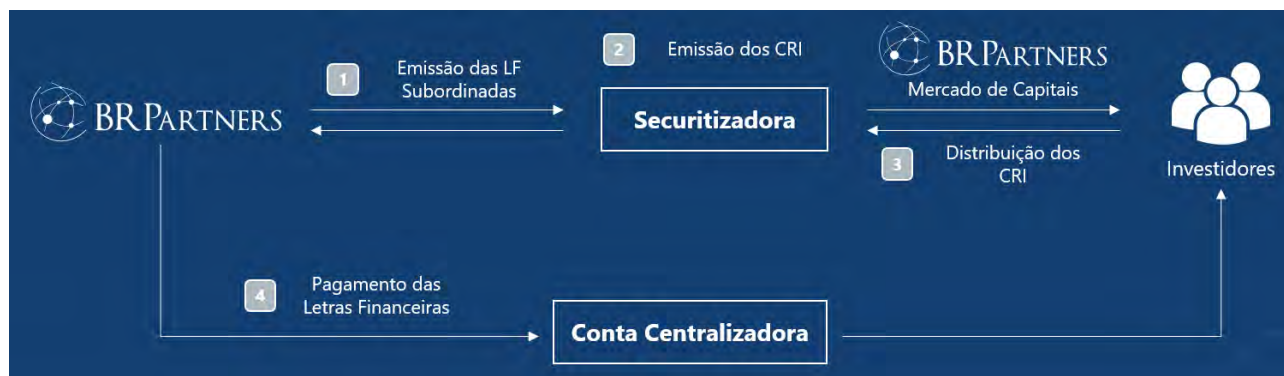 1
Emissão das LF
Subordinadas
BR PARTNERS
2
Emissão dos CRI
Securitizadora
BR PARTNERS
Mercado de Capitais
3
Distribuição dos
CRI
Investidores
4
Pagamento das
Letras Financeiras
Conta Centralizadora